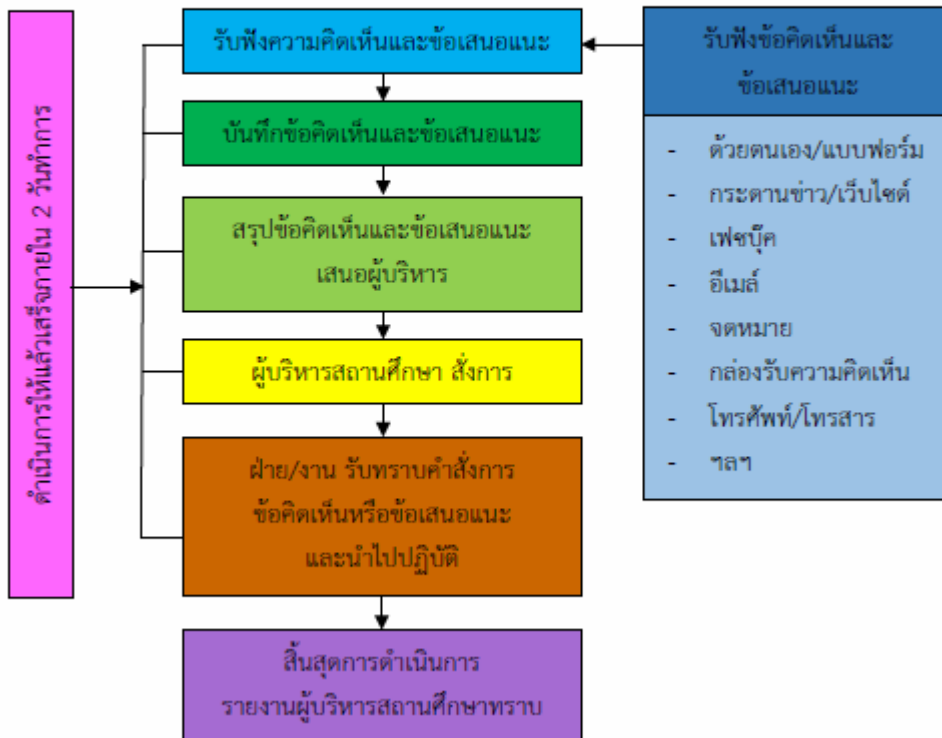 ดำเนินการให้แล้วเสร็จภายใน 2 วันทำการ
รับฟังความคิดเห็นและข้อเสนอแนะ
บันทึกข้อคิดเห็นและข้อเสนอแนะ
สรุปข้อคิดเห็นและข้อเสนอแนะ
เสนอผู้บริหาร
ผู้บริหารสถานศึกษา สั่งการ
ฝ่าย/งาน รับทราบคำสั่งการ
ข้อคิดเห็นหรือข้อเสนอแนะ
และนำไปปฏิบัติ
สิ้นสุดการดำเนินการ
รายงานผู้บริหารสถานศึกษาทราบ
รับฟังข้อคิดเห็นและ
ข้อเสนอแนะ
- ด้วยตนเอง/แบบฟอร์ม
- กระดานข่าว/เว็บไซต์
- เฟชบุ๊ค
- อีเมล์
- จดหมาย
- กล่องรับความคิดเห็น
- โทรศัพท์/โทรสาร
- ฯลฯ